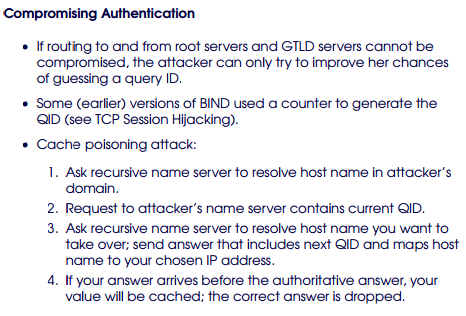 Compromising Authentication
• If routing to and from root servers and GTLD servers cannot be
compromised, the attacker can only try to improve her chances
of guessing a query ID.
• Some (earlier) versions of BIND used a counter to generate the
QID (see TCP Session Hijacking).
• Cache poisoning attack:
1. Ask recursive name server to resolve host name in attacker's
domain.
2. Request to attacker's name server contains current QID.
3. Ask recursive name server to resolve host name you want to
take over; send answer that includes next QID and maps host
name to your chosen IP address.
4. If your answer arrives before the authoritative answer, your
value will be cached; the correct answer is dropped.